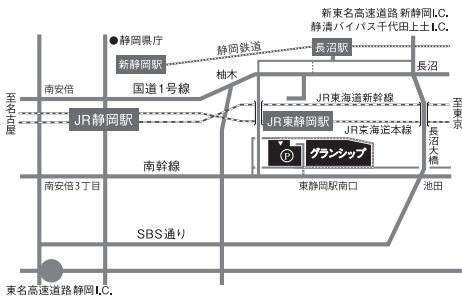 新東名高速道路 新静岡I.C.
静清バイパス千代田上土I.C.
●静岡県庁
静岡鉄道
長沼駅
新静岡駅
柚木
長沼
南安倍
国道1号線
JR東海道新幹線
至名古屋
至東京
JR静岡駅
JR東静岡駅
JR東海道本線
長沼大橋
P
グランシップ
南幹線
南安倍3丁目
東静岡駅南口
池田
SBS通り
東名高速道路 静岡I.C.